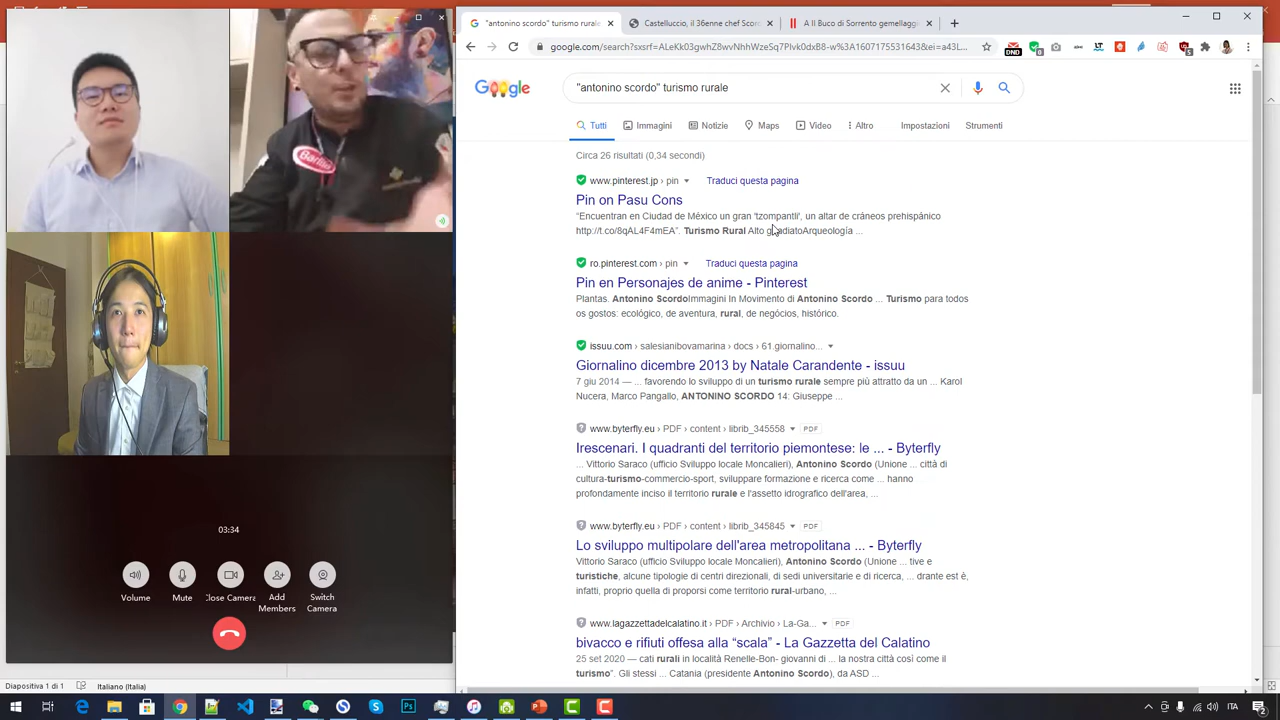 "antonino scordo" turismo rurale
Castelluccio, il 36enne chef Scor
A Il Buco di Sorrento gemellagg
google.com/search?sxsrf=ALeKk03gwhZ8wvNhhWzeSq7Plvk0dxB8-w%3A1607175531643&ei=a43L...
DND
Barilla
Google
"antonino scordo" turismo rurale
Tutti Immagini Notizie Maps Video Altro Impostazioni Strumenti
Circa 26 risultati (0,34 secondi)
www.pinterest.jp › pin Traduci questa pagina
Pin on Pasu Cons
"Encuentran en Ciudad de México un gran 'tzompantli', un altar de cráneos prehispánico
http://t.co/8qAL4F4mEA". Turismo Rural Alto ...
ro.pinterest.com › pin Traduci questa pagina
Pin en Personajes de anime - Pinterest
Plantas. Antonino ScordoImmagini In Movimento di Antonino Scordo ... Turismo para todos
os gostos: ecológico, de aventura, rural, de negócios, histórico.
issuu.com › salesianibovamarina › docs › 61.giornalino...
Giornalino dicembre 2013 by Natale Carandente - issuu
7 giu 2014 — ... favorendo lo sviluppo di un turismo rurale sempre più attratto da un ... Karol
Nucera, Marco Pangallo, ANTONINO SCORDO 14: Giuseppe ...
www.byterfly.eu › PDF › content › librib_345558 PDF
Irescenari. I quadranti del territorio piemontese: le ... - Byterfly
... Vittorio Saraco (ufficio Sviluppo locale Moncalieri), Antonino Scordo (Unione ... città di
cultura-turismo-commercio-sport, sviluppare formazione e ricerca come ... hanno
profondamente inciso il territorio rurale e l'assetto idrografico dell'area, ...
www.byterfly.eu › PDF › content › librib_345845 PDF
Lo sviluppo multipolare dell'area metropolitana ... - Byterfly
Vittorio Saraco (ufficio Sviluppo locale Moncalieri), Antonino Scordo (Unione ... tive e
turistiche, alcune tipologie di centri direzionali, di sedi universitarie e di ricerca, ... drante est è,
infatti, proprio quella di proporsi come territorio rural-urbano, ...
www.lagazzettadelcalatino.it › PDF › Archivio › La-Ga... PDF
bivacco e rifiuti offesa alla “scala” - La Gazzetta del Calatino
25 set 2020 — ... cati rurali in località Renelle-Bon- giovanni di ... la nostra città così come il
turismo”. Gli stessi ... Catania (presidente Antonino Scordo), da ASD ...
03:34
Volume
Mute
Close Camera
Add Members
Switch Camera
Diapositiva 1 di 1 Italiano (Italia)
ITA